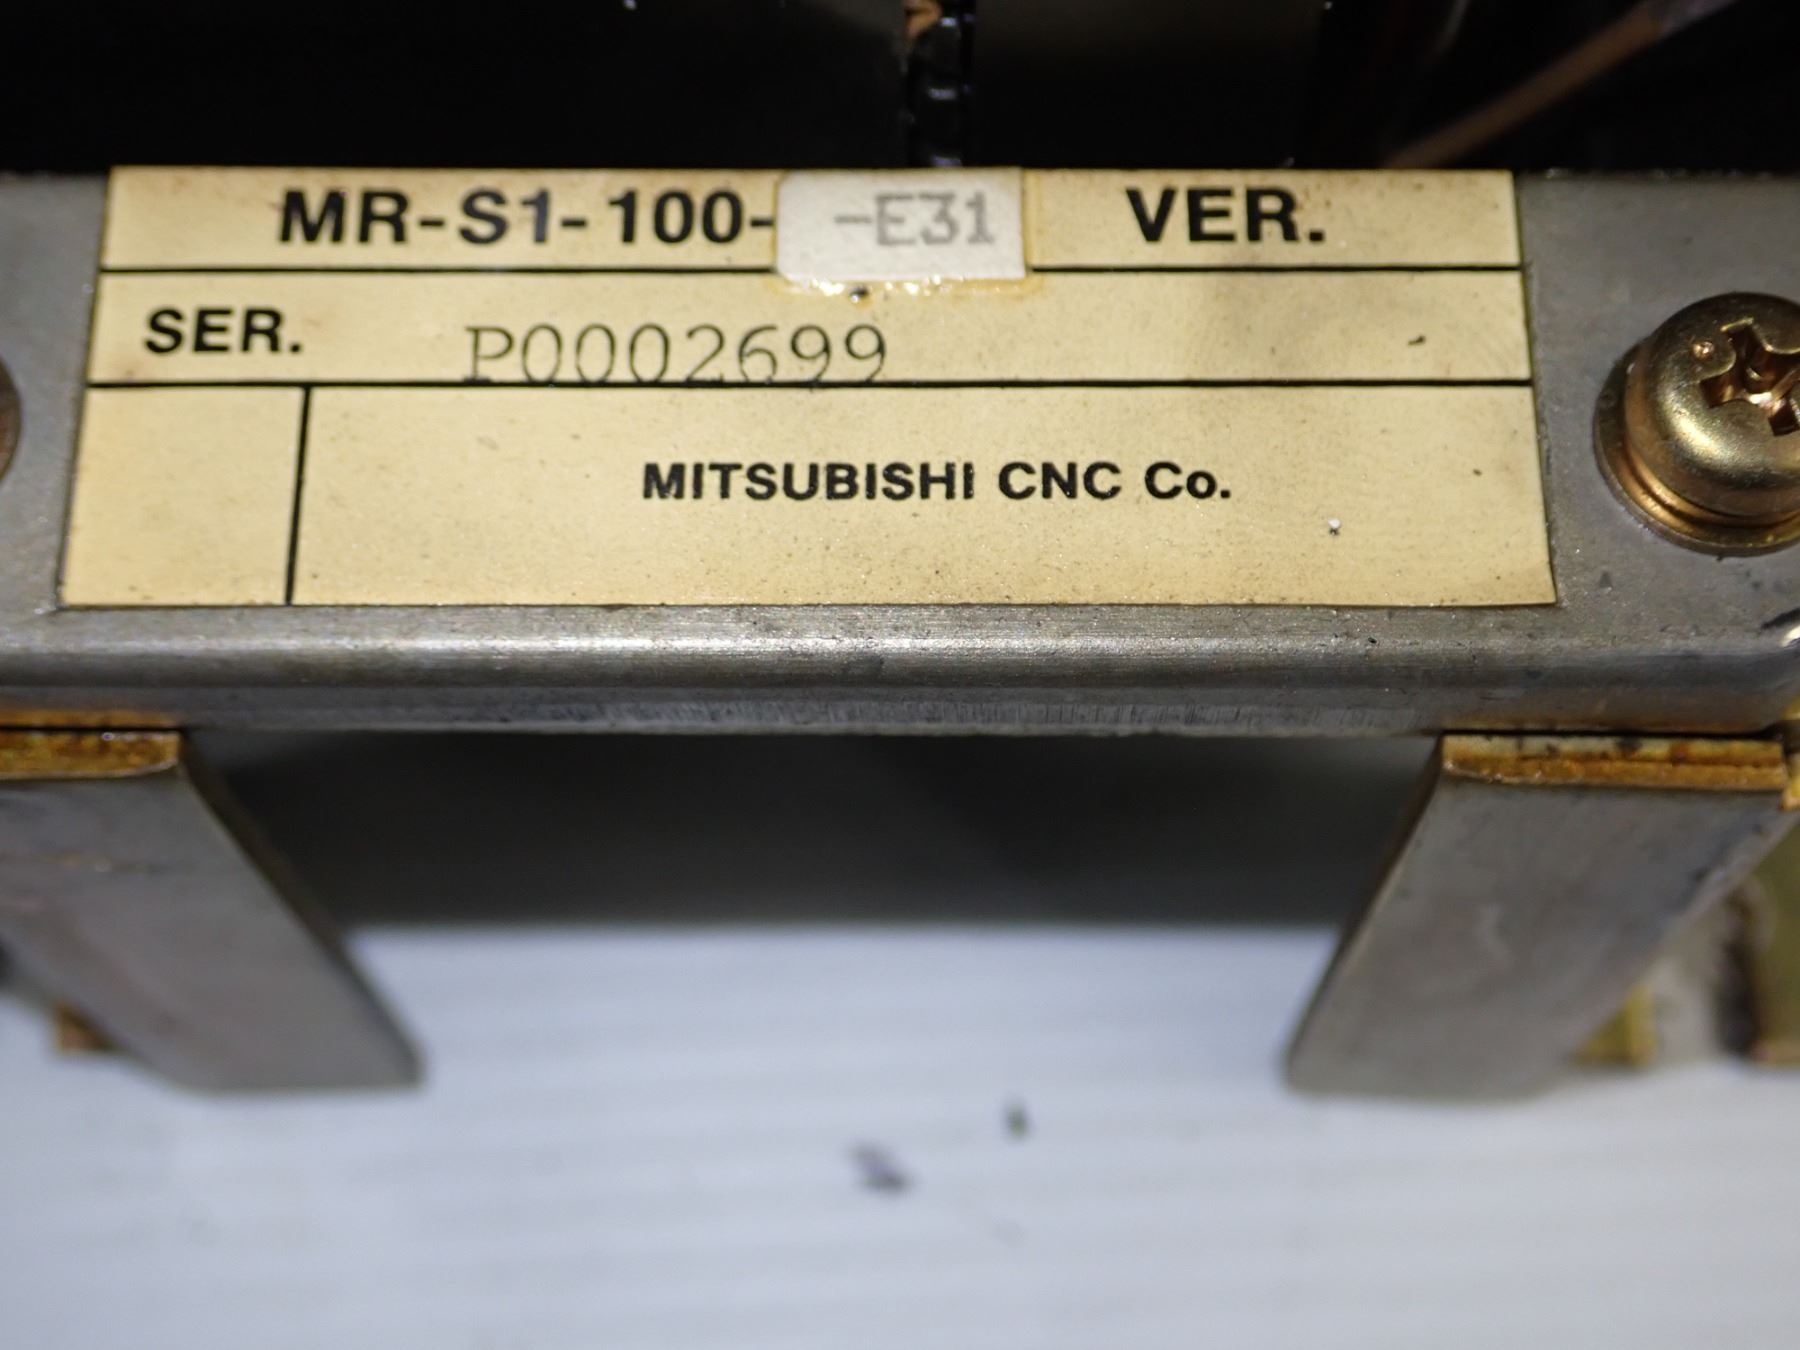 MR-S1-100- -E31 VER.
SER. P0002699
MITSUBISHI CNC Co.